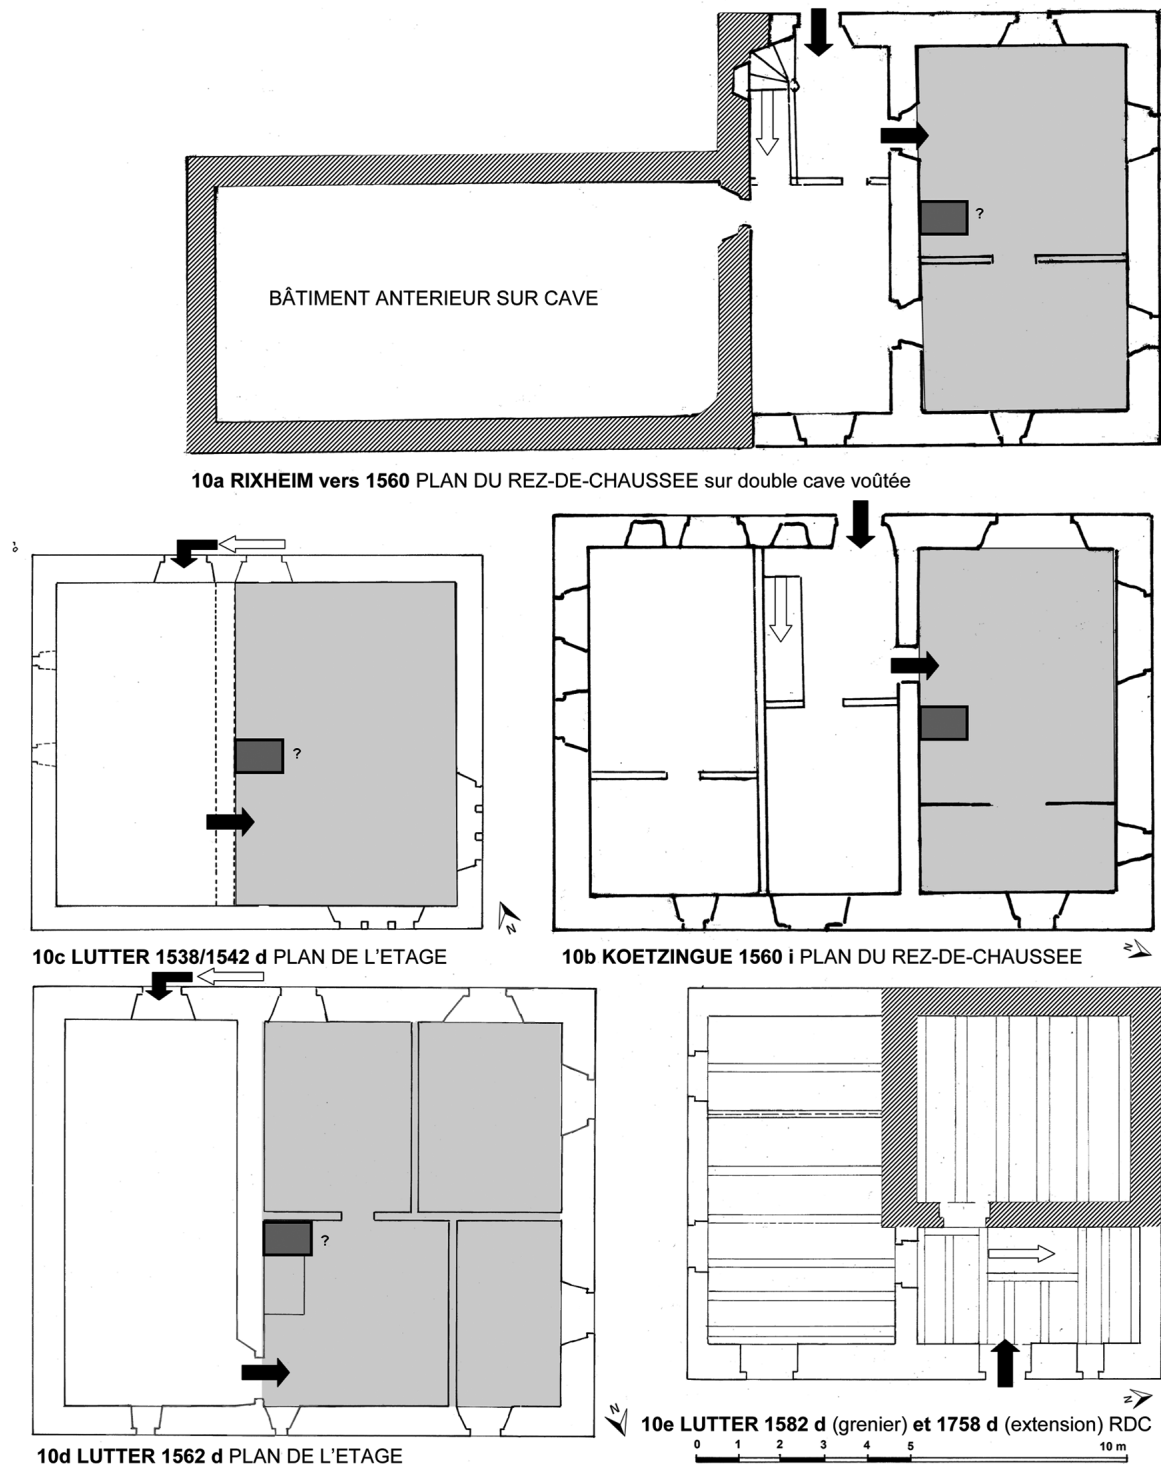 ?
BÂTIMENT ANTERIEUR SUR CAVE
10a RIXHEIM vers 1560 PLAN DU REZ-DE-CHAUSSEE sur double cave voûtée
?
N
N
10c LUTTER 1538/1542 d PLAN DE L'ETAGE
10b KOETZINGUE 1560 i PLAN DU REZ-DE-CHAUSSEE
?
N
N
10e LUTTER 1582 d (grenier) et 1758 d (extension) RDC
10d LUTTER 1562 d PLAN DE L'ETAGE
0 1 2 3 4 5 10 m